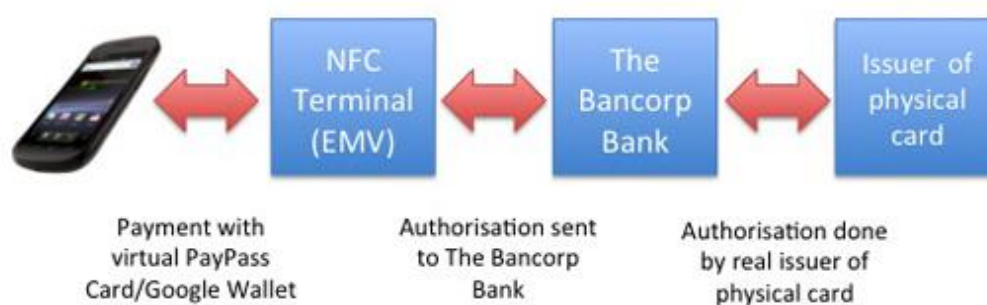 NFC
Terminal
(EMV)
The
Bancorp
Bank
Issuer of
physical
card
Payment with
virtual PayPass
Card/Google Wallet
Authorisation sent
to The Bancorp
Bank
Authorisation done
by real issuer of
physical card